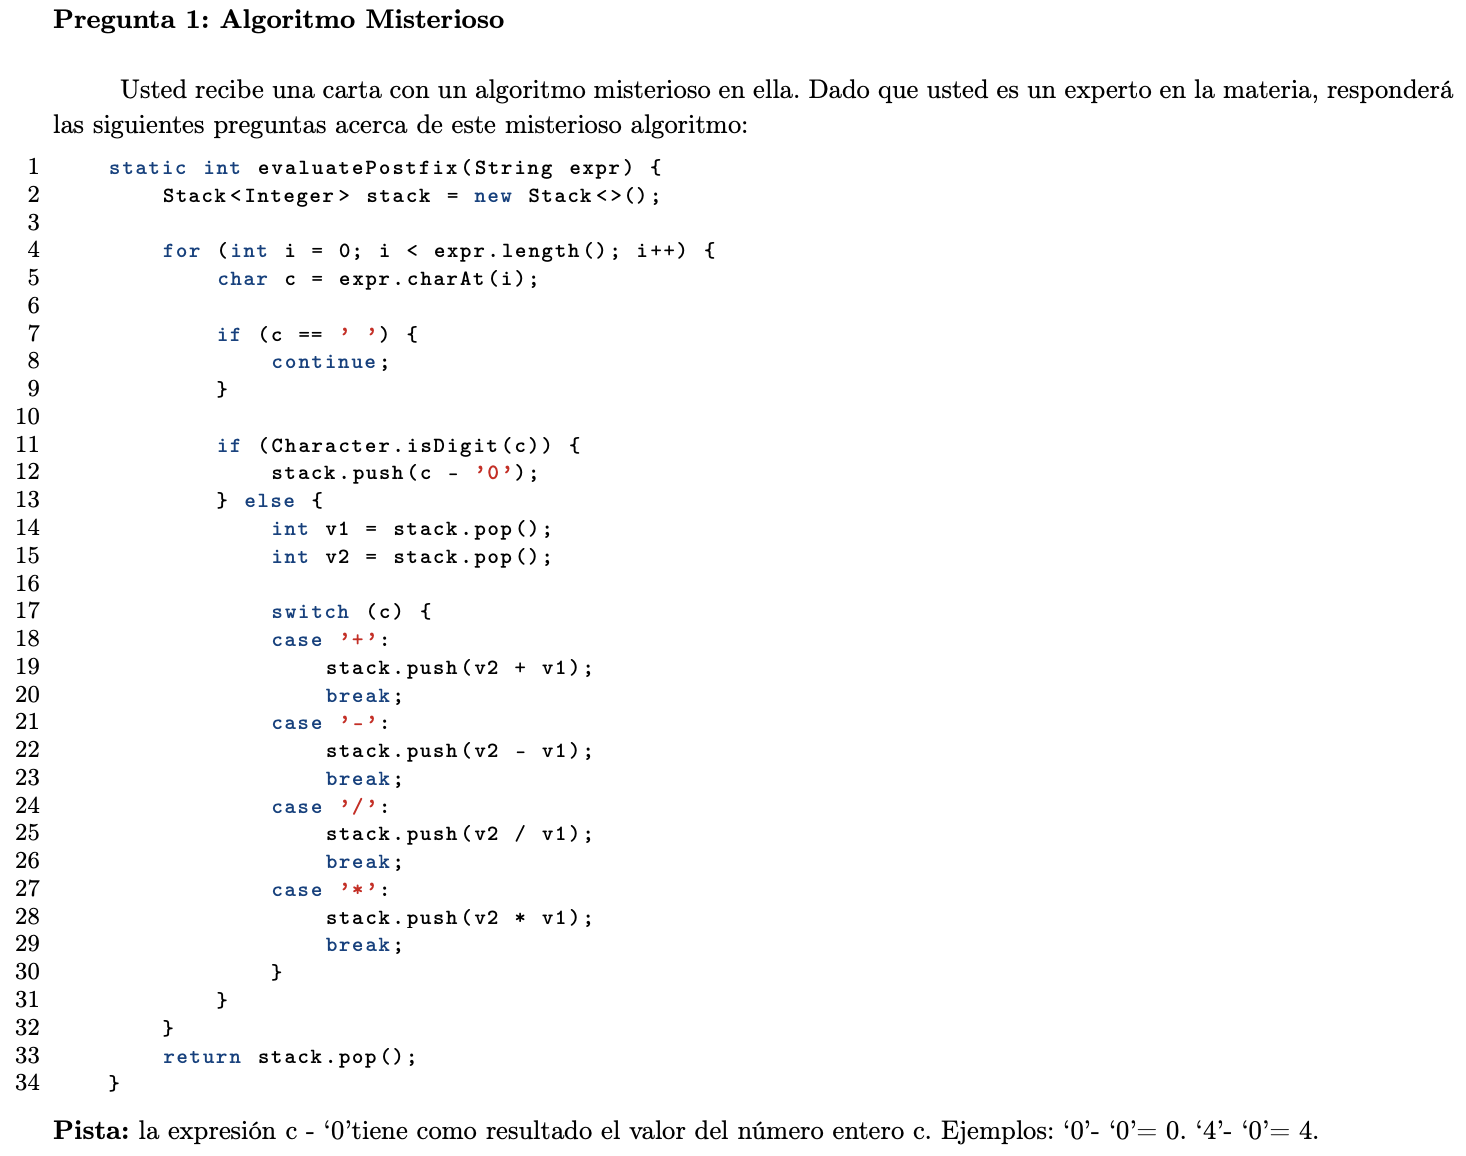 Pregunta 1: Algoritmo Misterioso
Usted recibe una carta con un algoritmo misterioso en ella. Dado que usted es un experto en la materia, responderá
las siguientes preguntas acerca de este misterioso algoritmo:
1 static int evaluatePostfix(String expr) {
2 Stack<Integer> stack = new Stack<>();
3
4 for (int i = 0; i < expr.length(); i++) {
5 char c = expr.charAt(i);
6
7 if (c == ’ ’) {
8 continue;
9 }
10
11 if (Character.isDigit(c)) {
12 stack.push(c - ’0’);
13 } else {
14 int v1 = stack.pop();
15 int v2 = stack.pop();
16
17 switch (c) {
18 case ’+’:
19 stack.push(v2 + v1);
20 break;
21 case ’-’:
22 stack.push(v2 - v1);
23 break;
24 case ’/’:
25 stack.push(v2 / v1);
26 break;
27 case ’*’:
28 stack.push(v2 * v1);
29 break;
30 }
31 }
32 }
33 return stack.pop();
34 }
Pista: la expresión c - ‘0’tiene como resultado el valor del número entero c. Ejemplos: ‘0’- ‘0’= 0. ‘4’- ‘0’= 4.